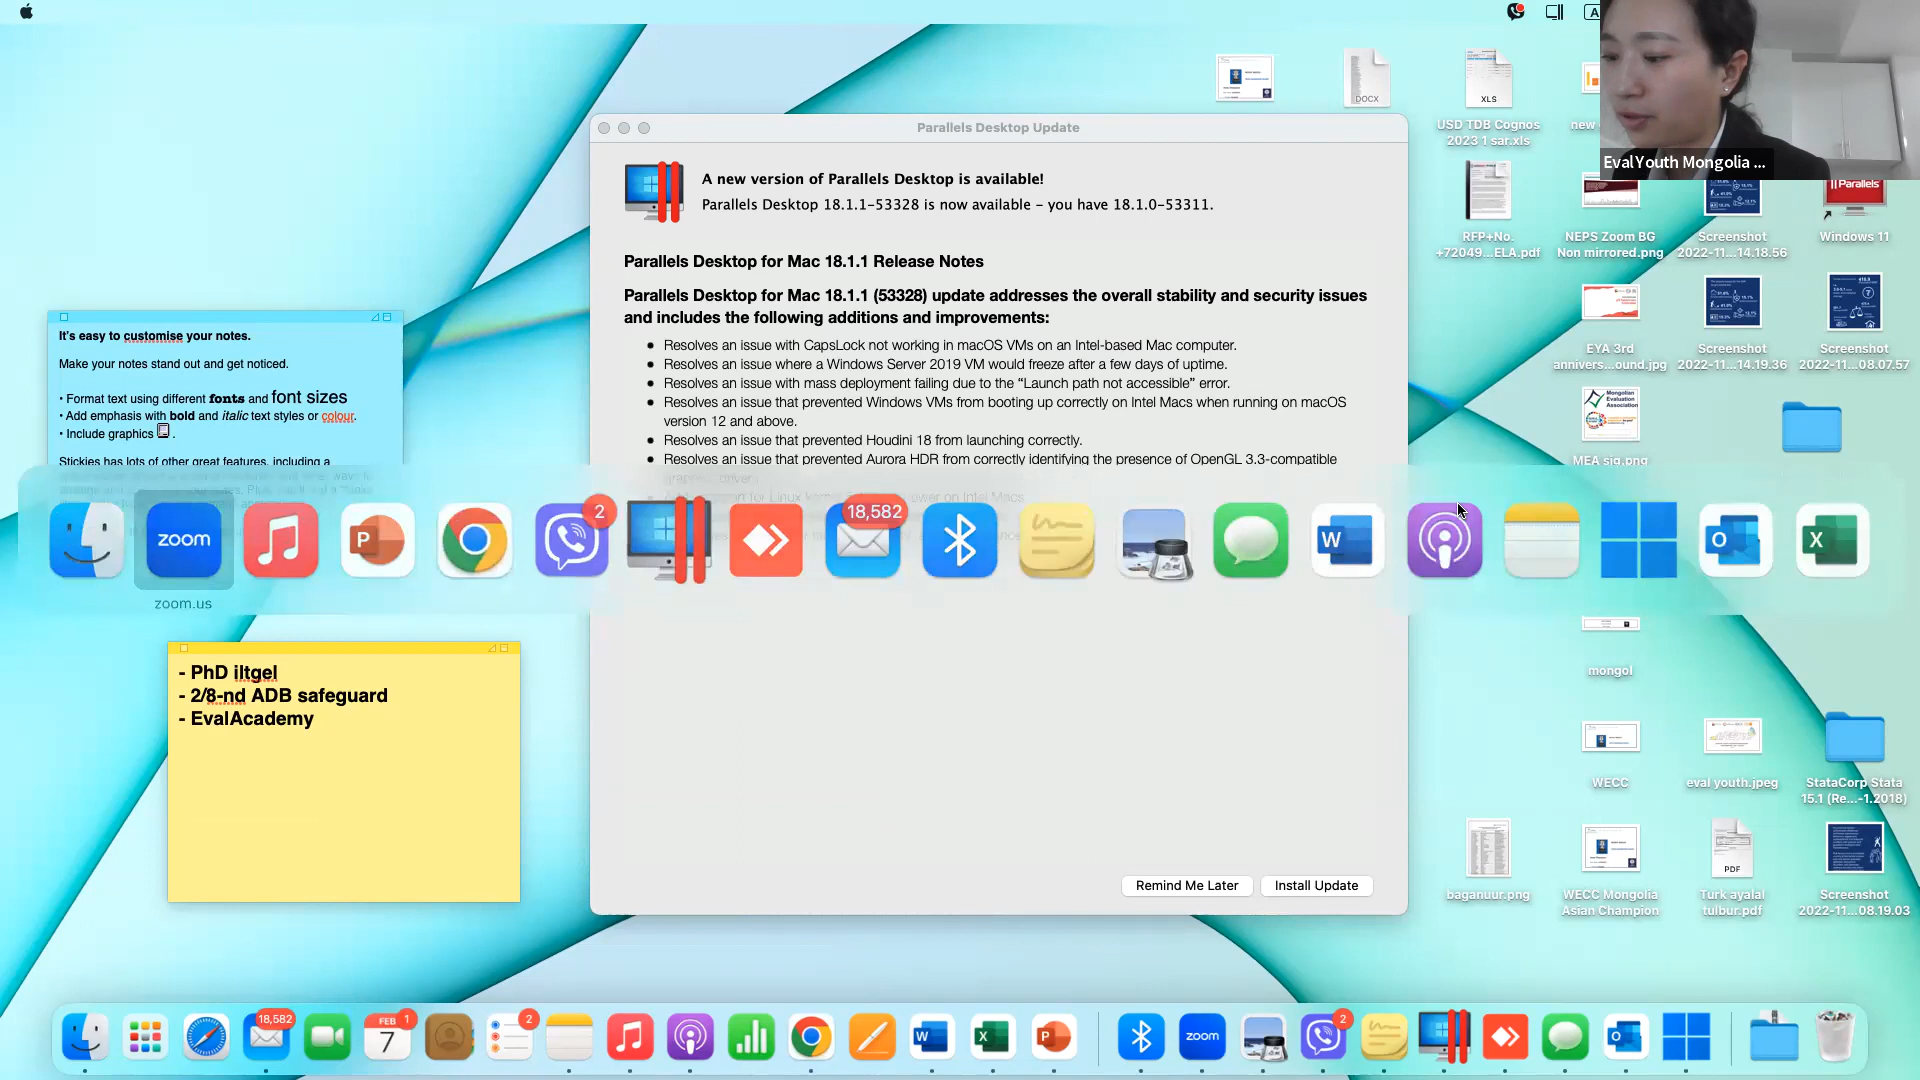 EvalYouth Mongolia ...
DOCX
XLS
USD TDB Cognos
2023 1 sar.xls
new
Parallels Desktop Update
A new version of Parallels Desktop is available!
Parallels Desktop 18.1.1-53328 is now available – you have 18.1.0-53311.
Parallels Desktop for Mac 18.1.1 Release Notes
Parallels Desktop for Mac 18.1.1 (53328) update addresses the overall stability and security issues
and includes the following additions and improvements:
Resolves an issue with CapsLock not working in macOS VMs on an Intel-based Mac computer.
Resolves an issue where a Windows Server 2019 VM would freeze after a few days of uptime.
Resolves an issue with mass deployment failing due to the “Launch path not accessible” error.
Resolves an issue that prevented Windows VMs from booting up correctly on Intel Macs when running on macOS
version 12 and above.
Resolves an issue that prevented Houdini 18 from launching correctly.
Resolves an issue that prevented Aurora HDR from correctly identifying the presence of OpenGL 3.3-compatible
Remind Me Later
Install Update
RFP+No.
+72049...ELA.pdf
NEPS Zoom BG
Non mirrored.png
Screenshot
2022-11...14.18.56
Parallels
Windows 11
EYA 3rd
annivers...ound.jpg
Screenshot
2022-11...14.19.36
Screenshot
2022-11...08.07.57
Mongolian
Evaluation
Association
MEA sig.png
mongol
WECC
eval youth.jpeg
StataCorp Stata
15.1 (Re...-1.2018)
baganuur.png
WECC Mongolia
Asian Champion
PDF
Turk ayalal
tulbur.pdf
Screenshot
2022-11...08.19.03
It’s easy to customise your notes.
Make your notes stand out and get noticed.
• Format text using different fonts and font sizes
• Add emphasis with bold and italic text styles or colour.
• Include graphics .
Stickies has lots of other great features, including a
zoom
P
2
18,582
W
O
X
zoom.us
- PhD iltgel
- 2/8-nd ADB safeguard
- EvalAcademy
18,582
FEB
7
1
2
W
X
P
zoom
2
O